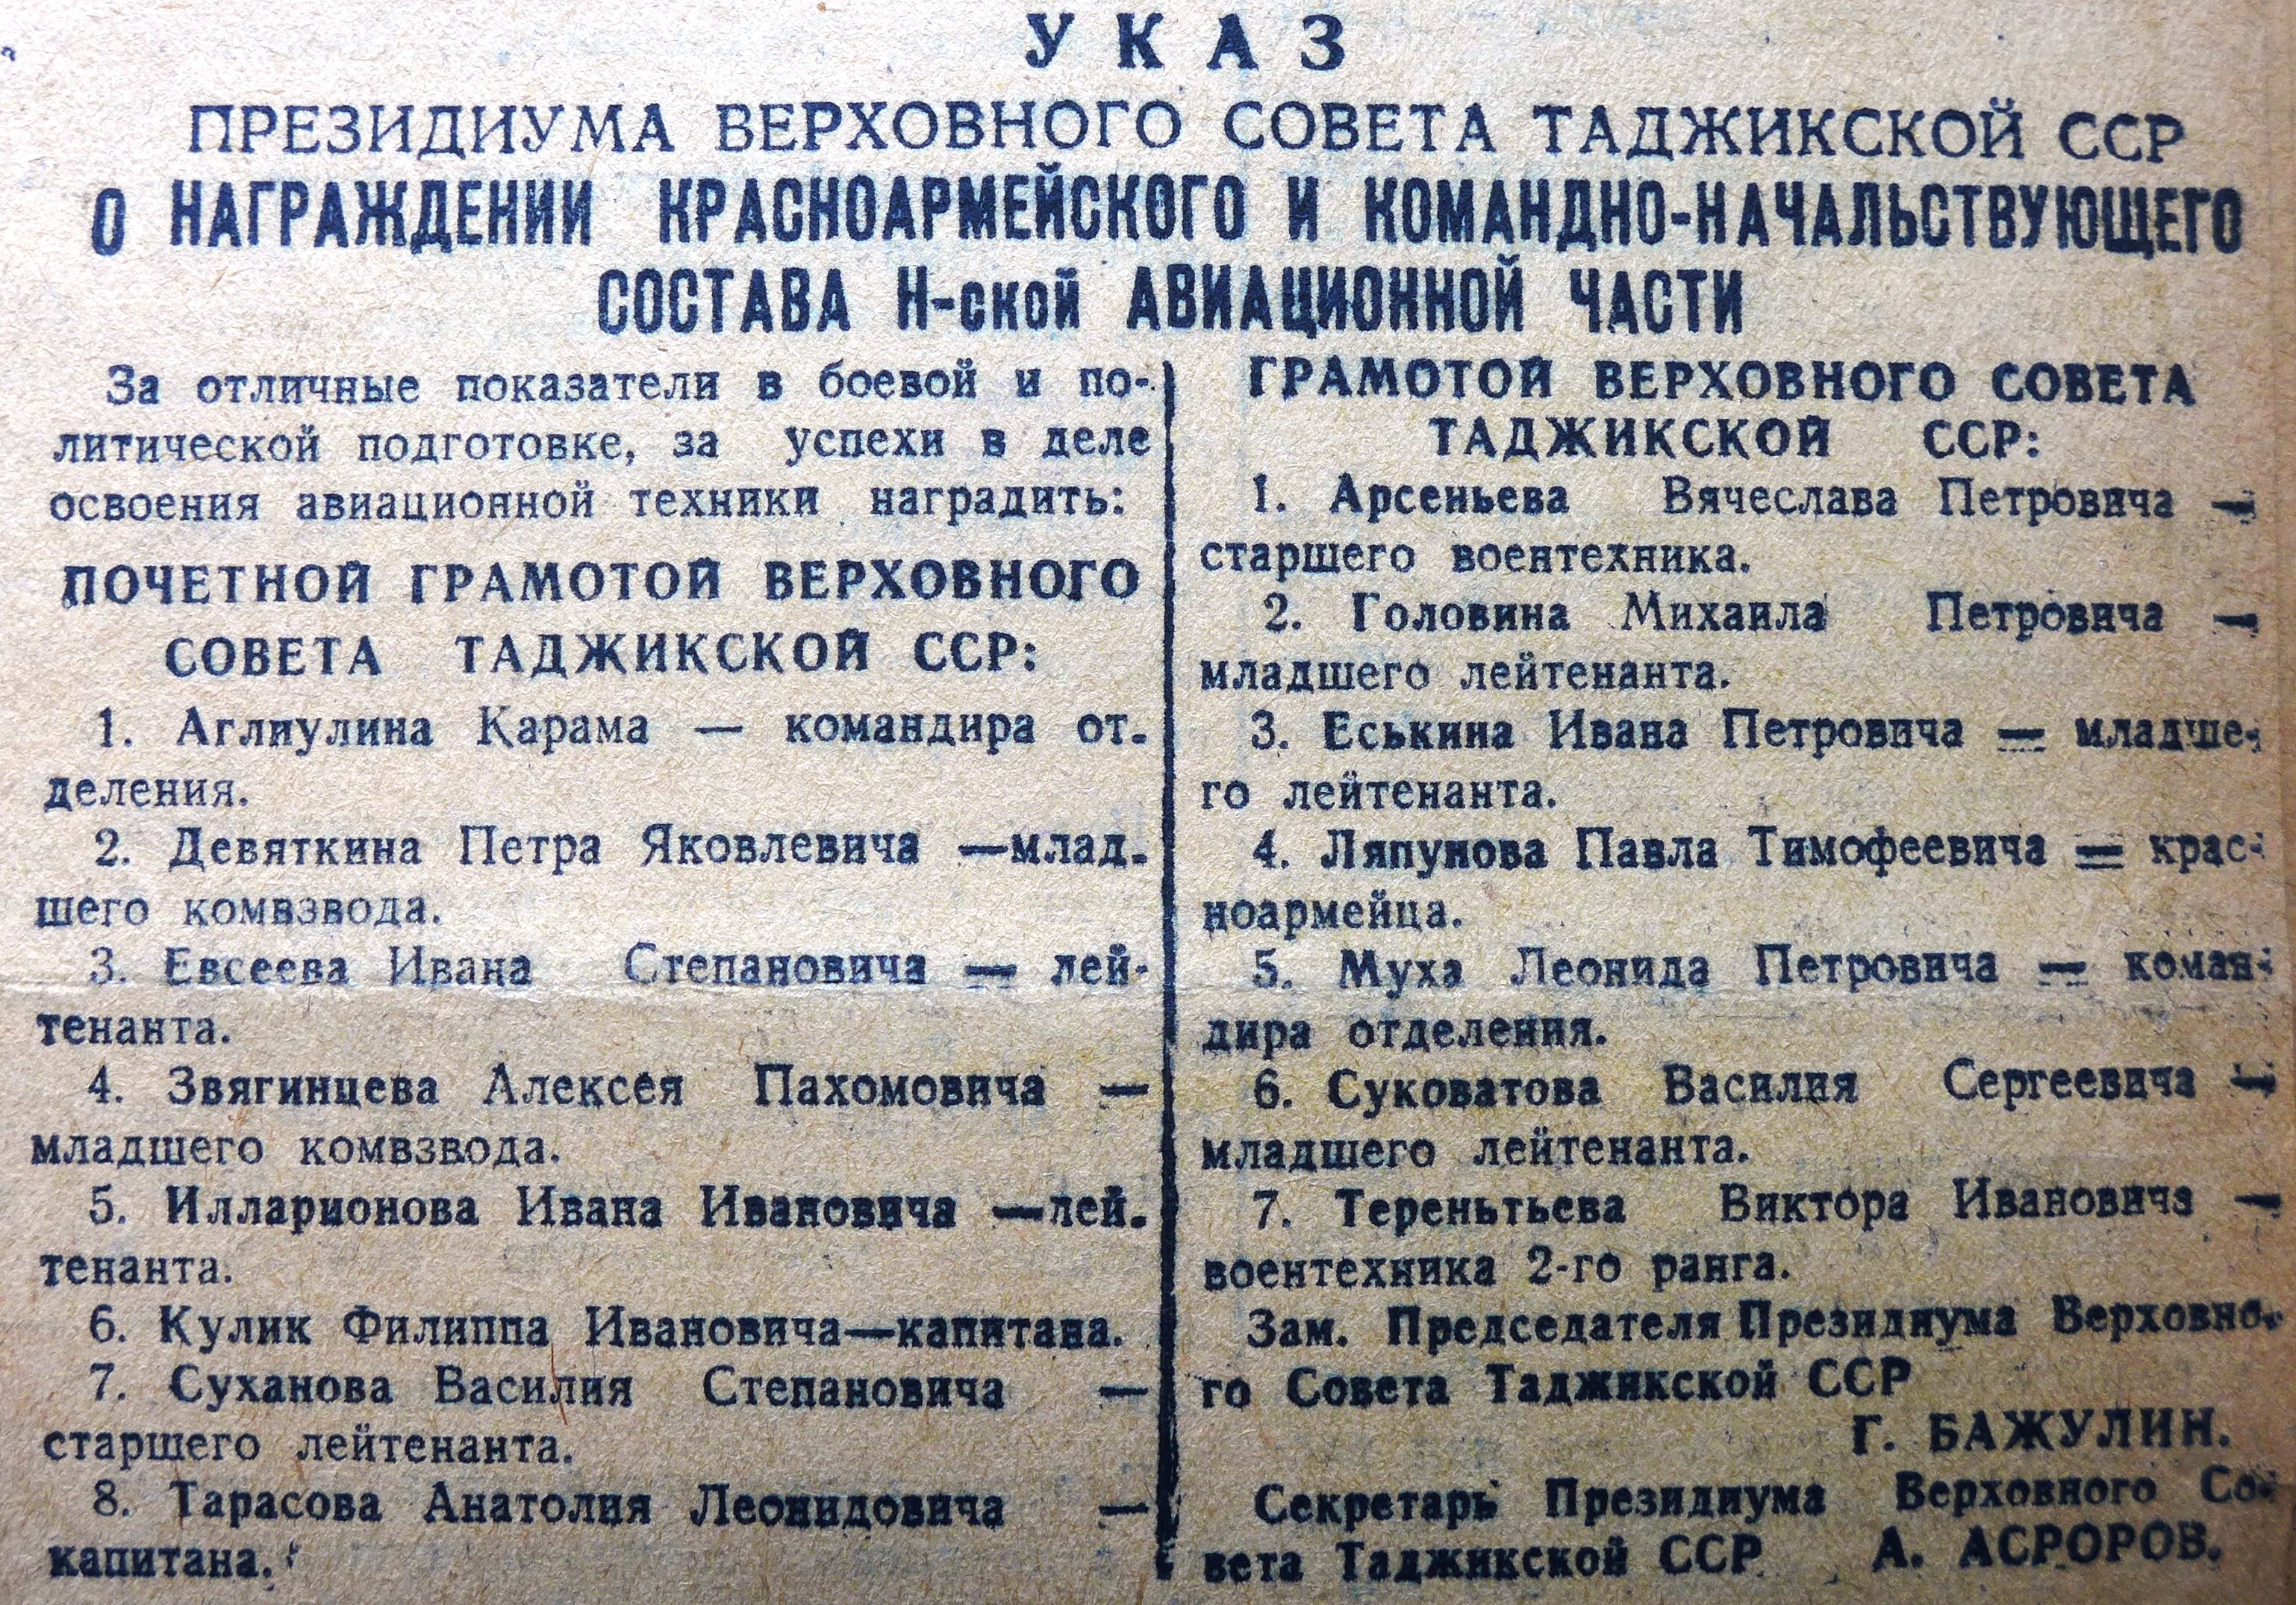 УКАЗ
ПРЕЗИДИУМА ВЕРХОВНОГО СОВЕТА ТАДЖИКСКОЙ ССР
О НАГРАЖДЕНИИ КРАСНОАРМЕЙСКОГО И КОМАНДНО-НАЧАЛЬСТВУЮЩЕГО
СОСТАВА Н-ской АВИАЦИОННОЙ ЧАСТИ
За отличные показатели в боевой и по-
литической подготовке, за успехи в деле
освоения авиационной техники наградить:
ПОЧЕТНОЙ ГРАМОТОЙ ВЕРХОВНОГО
СОВЕТА ТАДЖИКСКОЙ ССР:
1. Аглиулина Карама — командира от-
деления.
2. Девяткина Петра Яковлевича —млад-
шего комвзвода.
3. Евсеева Ивана Степановича — лей-
тенанта.
4. Звягинцева Алексея Пахомовича —
младшего комвзвода.
5. Илларионова Ивана Ивановича —лей-
тенанта.
6. Кулик Филиппа Ивановича—капитана.
7. Суханова Василия Степановича —
старшего лейтенанта.
8. Тарасова Анатолия Леонидовича —
капитана.
ГРАМОТОЙ ВЕРХОВНОГО СОВЕТА
ТАДЖИКСКОЙ ССР:
1. Арсеньева Вячеслава Петровича —
старшего воентехника.
2. Головина Михаила Петровича —
младшего лейтенанта.
3. Еськина Ивана Петровича — младше-
го лейтенанта.
4. Ляпунова Павла Тимофеевича — крас-
ноармейца.
5. Муха Леонида Петровича — коман-
дира отделения.
6. Суковатова Василия Сергеевича —
младшего лейтенанта.
7. Тереньтьева Виктора Ивановича —
воентехника 2-го ранга.
Зам. Председателя Президиума Верховно-
го Совета Таджикской ССР
Г. БАЖУЛИН.
Секретарь Президиума Верховного Со-
вета Таджикской ССР А. АСРОРОВ.